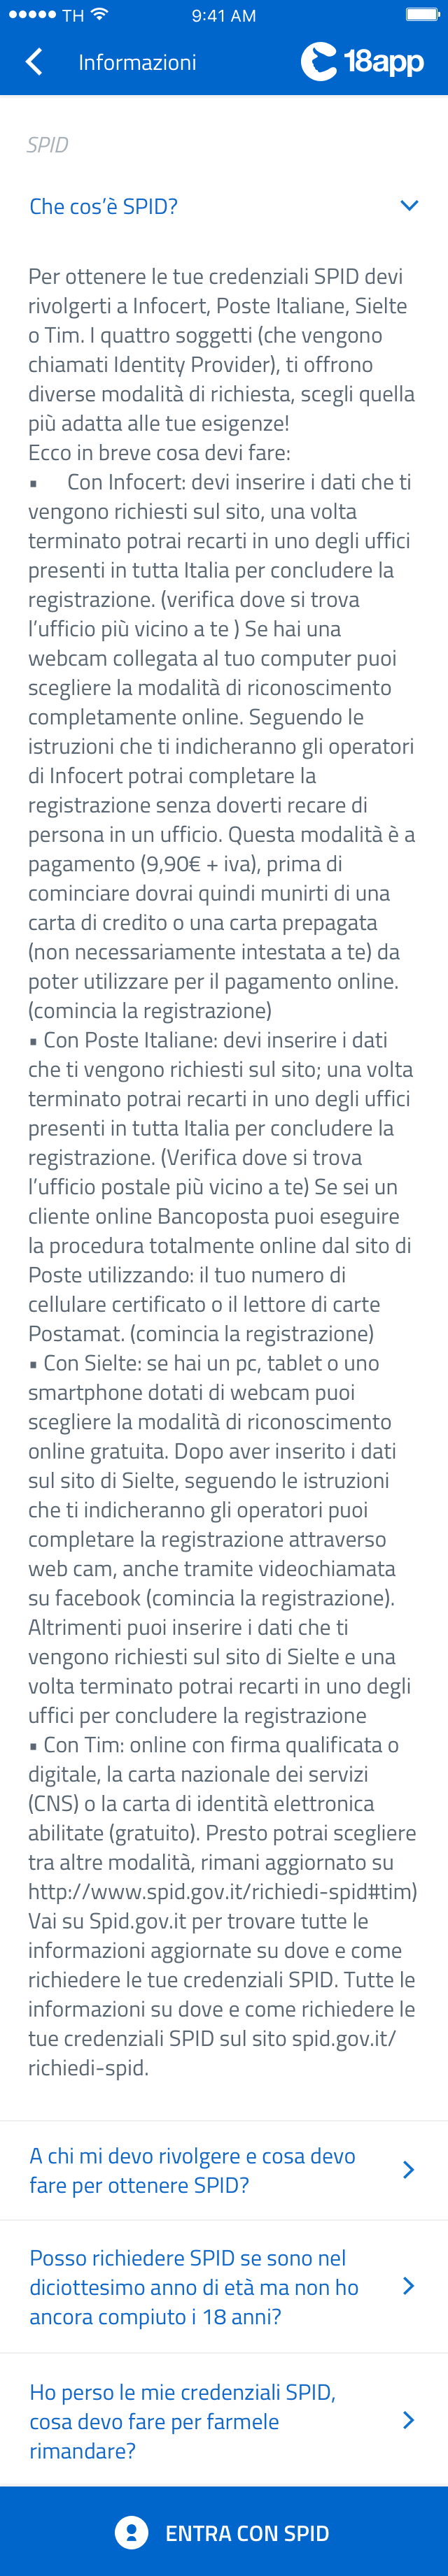 TH 9:41 AM
Informazioni 18app
SPID
Che cos'è SPID?
Per ottenere le tue credenziali SPID devi
rivolgerti a Infocert, Poste Italiane, Sielte
o Tim. I quattro soggetti (che vengono
chiamati Identity Provider), ti offrono
diverse modalità di richiesta, scegli quella
più adatta alle tue esigenze!
Ecco in breve cosa devi fare:
▪ Con Infocert: devi inserire i dati che ti
vengono richiesti sul sito, una volta
terminato potrai recarti in uno degli uffici
presenti in tutta Italia per concludere la
registrazione. (verifica dove si trova
l'ufficio più vicino a te ) Se hai una
webcam collegata al tuo computer puoi
scegliere la modalità di riconoscimento
completamente online. Seguendo le
istruzioni che ti indicheranno gli operatori
di Infocert potrai completare la
registrazione senza doverti recare di
persona in un ufficio. Questa modalità è a
pagamento (9,90€ + iva), prima di
cominciare dovrai quindi munirti di una
carta di credito o una carta prepagata
(non necessariamente intestata a te) da
poter utilizzare per il pagamento online.
(comincia la registrazione)
▪ Con Poste Italiane: devi inserire i dati
che ti vengono richiesti sul sito; una volta
terminato potrai recarti in uno degli uffici
presenti in tutta Italia per concludere la
registrazione. (Verifica dove si trova
l'ufficio postale più vicino a te) Se sei un
cliente online Bancoposta puoi eseguire
la procedura totalmente online dal sito di
Poste utilizzando: il tuo numero di
cellulare certificato o il lettore di carte
Postamat. (comincia la registrazione)
▪ Con Sielte: se hai un pc, tablet o uno
smartphone dotati di webcam puoi
scegliere la modalità di riconoscimento
online gratuita. Dopo aver inserito i dati
sul sito di Sielte, seguendo le istruzioni
che ti indicheranno gli operatori puoi
completare la registrazione attraverso
web cam, anche tramite videochiamata
su facebook (comincia la registrazione).
Altrimenti puoi inserire i dati che ti
vengono richiesti sul sito di Sielte e una
volta terminato potrai recarti in uno degli
uffici per concludere la registrazione
▪ Con Tim: online con firma qualificata o
digitale, la carta nazionale dei servizi
(CNS) o la carta di identità elettronica
abilitate (gratuito). Presto potrai scegliere
tra altre modalità, rimani aggiornato su
http://www.spid.gov.it/richiedi-spid#tim)
Vai su Spid.gov.it per trovare tutte le
informazioni aggiornate su dove e come
richiedere le tue credenziali SPID. Tutte le
informazioni su dove e come richiedere le
tue credenziali SPID sul sito spid.gov.it/
richiedi-spid.
A chi mi devo rivolgere e cosa devo
fare per ottenere SPID?
Posso richiedere SPID se sono nel
diciottesimo anno di età ma non ho
ancora compiuto i 18 anni?
Ho perso le mie credenziali SPID,
cosa devo fare per farmele
rimandare?
ENTRA CON SPID